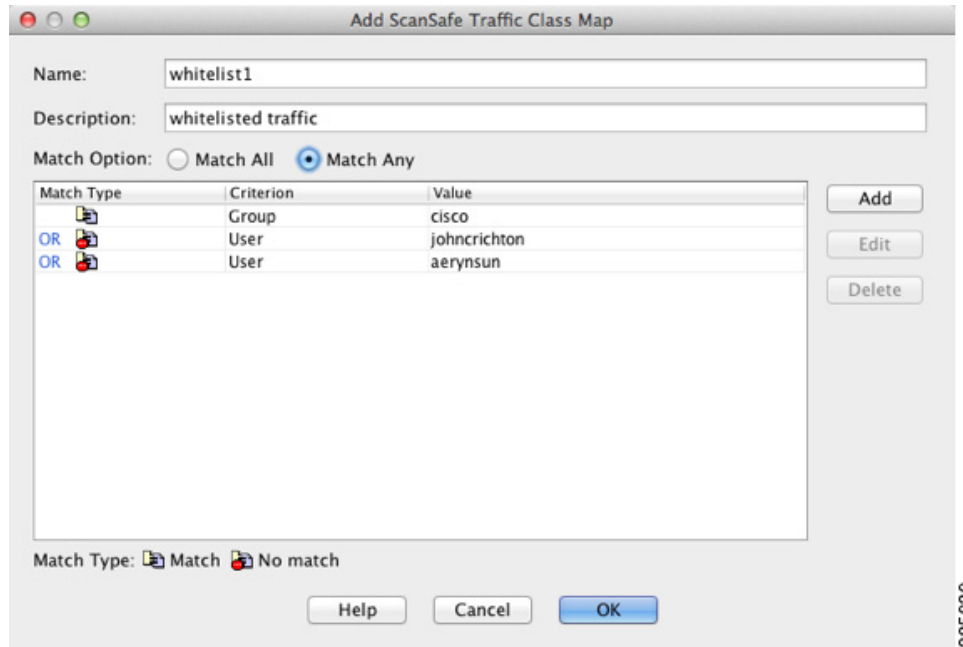 Add ScanSafe Traffic Class Map
Name: whitelist1
Description: whitelisted traffic
Match Option: Match All Match Any
Match Type Criterion Value
Group cisco
OR User johncrichton
OR User aerynsun
Add
Edit
Delete
Match Type: Match No match
Help Cancel OK